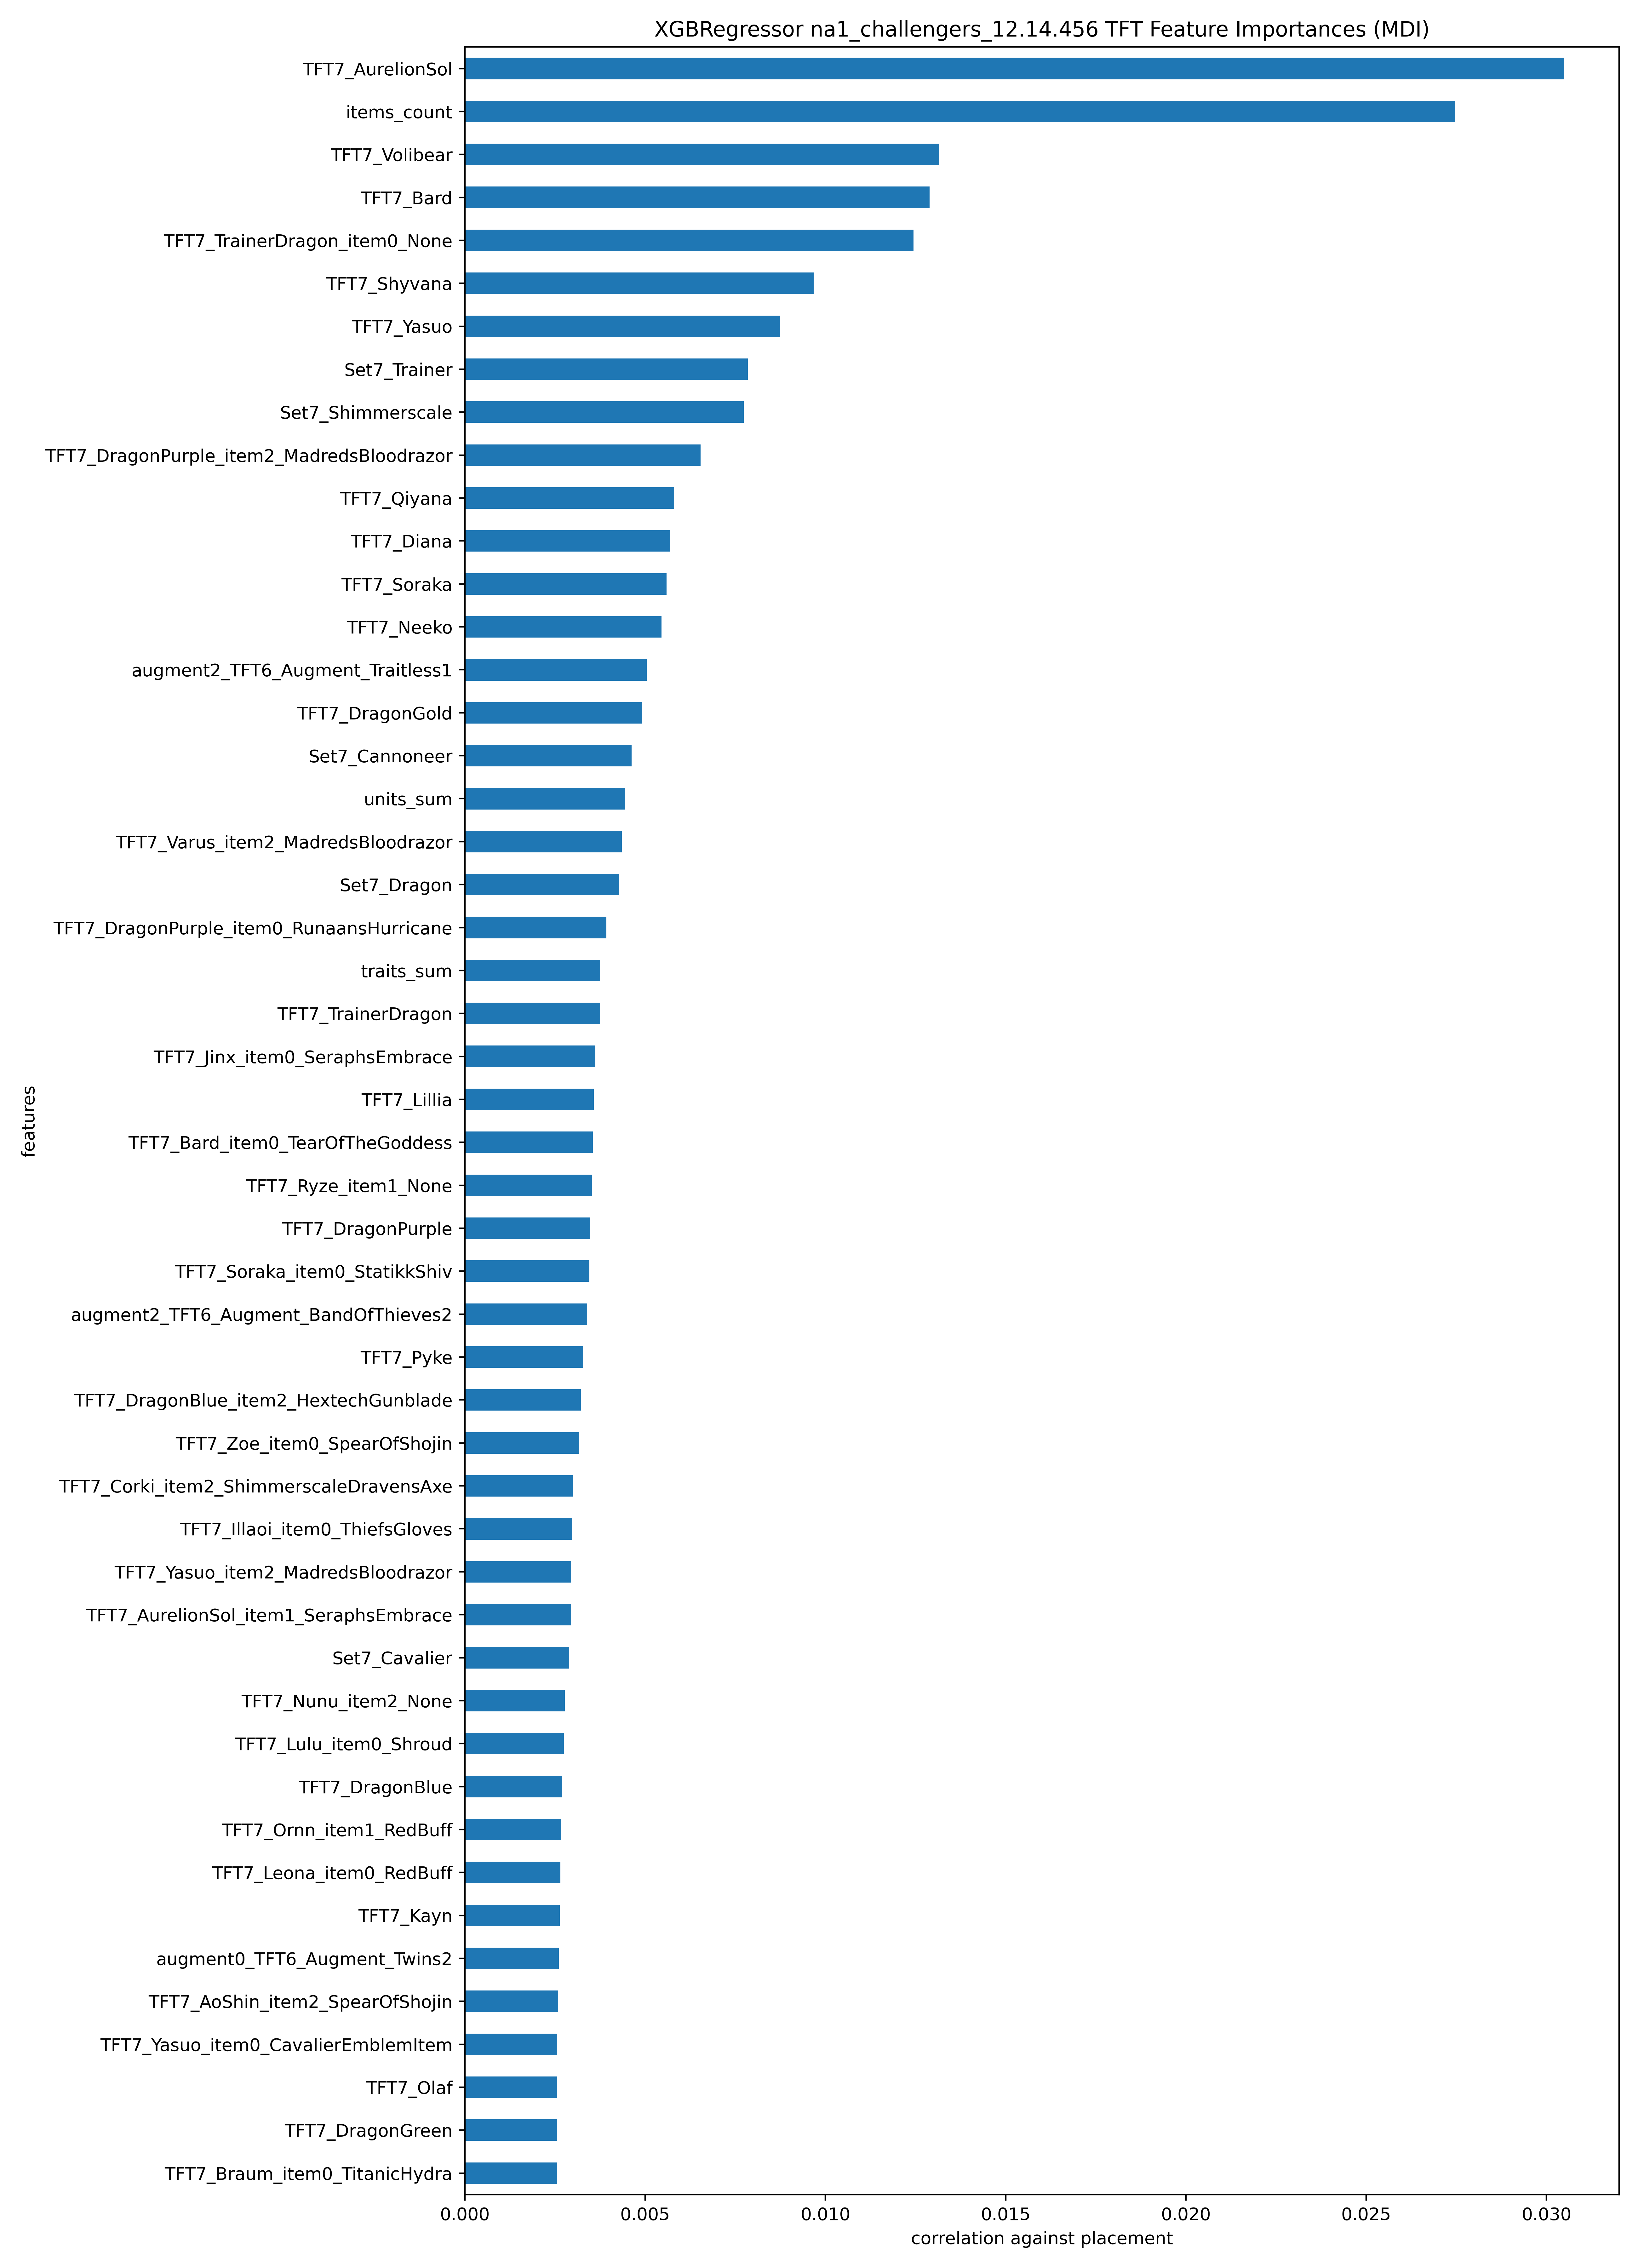 XGBRegressor na1_challengers_12.14.456 TFT Feature Importances (MDI)
TFT7_AurelionSol
items_count
TFT7_Volibear
TFT7_Bard
TFT7_TrainerDragon_item0_None
TFT7_Shyvana
TFT7_Yasuo
Set7_Trainer
Set7_Shimmerscale
TFT7_DragonPurple_item2_MadredsBloodrazor
TFT7_Qiyana
TFT7_Diana
TFT7_Soraka
TFT7_Neeko
augment2_TFT6_Augment_Traitless1
TFT7_DragonGold
Set7_Cannoneer
units_sum
TFT7_Varus_item2_MadredsBloodrazor
Set7_Dragon
TFT7_DragonPurple_item0_RunaansHurricane
traits_sum
TFT7_TrainerDragon
TFT7_Jinx_item0_SeraphsEmbrace
TFT7_Lillia
TFT7_Bard_item0_TearOfTheGoddess
TFT7_Ryze_item1_None
TFT7_DragonPurple
TFT7_Soraka_item0_StatikkShiv
augment2_TFT6_Augment_BandOfThieves2
TFT7_Pyke
TFT7_DragonBlue_item2_HextechGunblade
TFT7_Zoe_item0_SpearOfShojin
TFT7_Corki_item2_ShimmerscaleDravensAxe
TFT7_Illaoi_item0_ThiefsGloves
TFT7_Yasuo_item2_MadredsBloodrazor
TFT7_AurelionSol_item1_SeraphsEmbrace
Set7_Cavalier
TFT7_Nunu_item2_None
TFT7_Lulu_item0_Shroud
TFT7_DragonBlue
TFT7_Ornn_item1_RedBuff
TFT7_Leona_item0_RedBuff
TFT7_Kayn
augment0_TFT6_Augment_Twins2
TFT7_AoShin_item2_SpearOfShojin
TFT7_Yasuo_item0_CavalierEmblemItem
TFT7_Olaf
TFT7_DragonGreen
TFT7_Braum_item0_TitanicHydra
features
0.000 0.005 0.010 0.015 0.020 0.025 0.030
correlation against placement